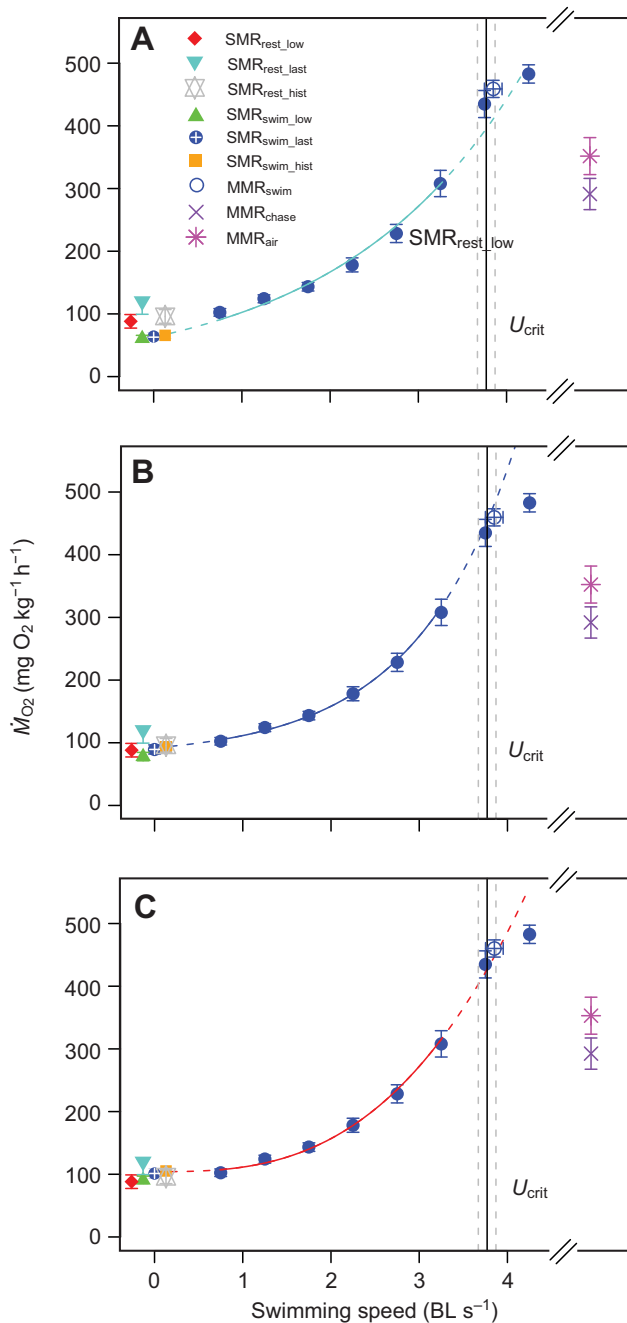 A
SMRrest_low
SMRrest_last
SMRrest_hist
SMRswim_low
SMRswim_last
SMRswim_hist
MMRswim
MMRchase
MMRair
SMRrest_low
Ucrit
500
400
300
200
100
0
B
Ucrit
500
400
300
200
100
0
ṀO2 (mg O2 kg−1 h−1)
C
Ucrit
500
400
300
200
100
0
0 1 2 3 4
Swimming speed (BL s−1)